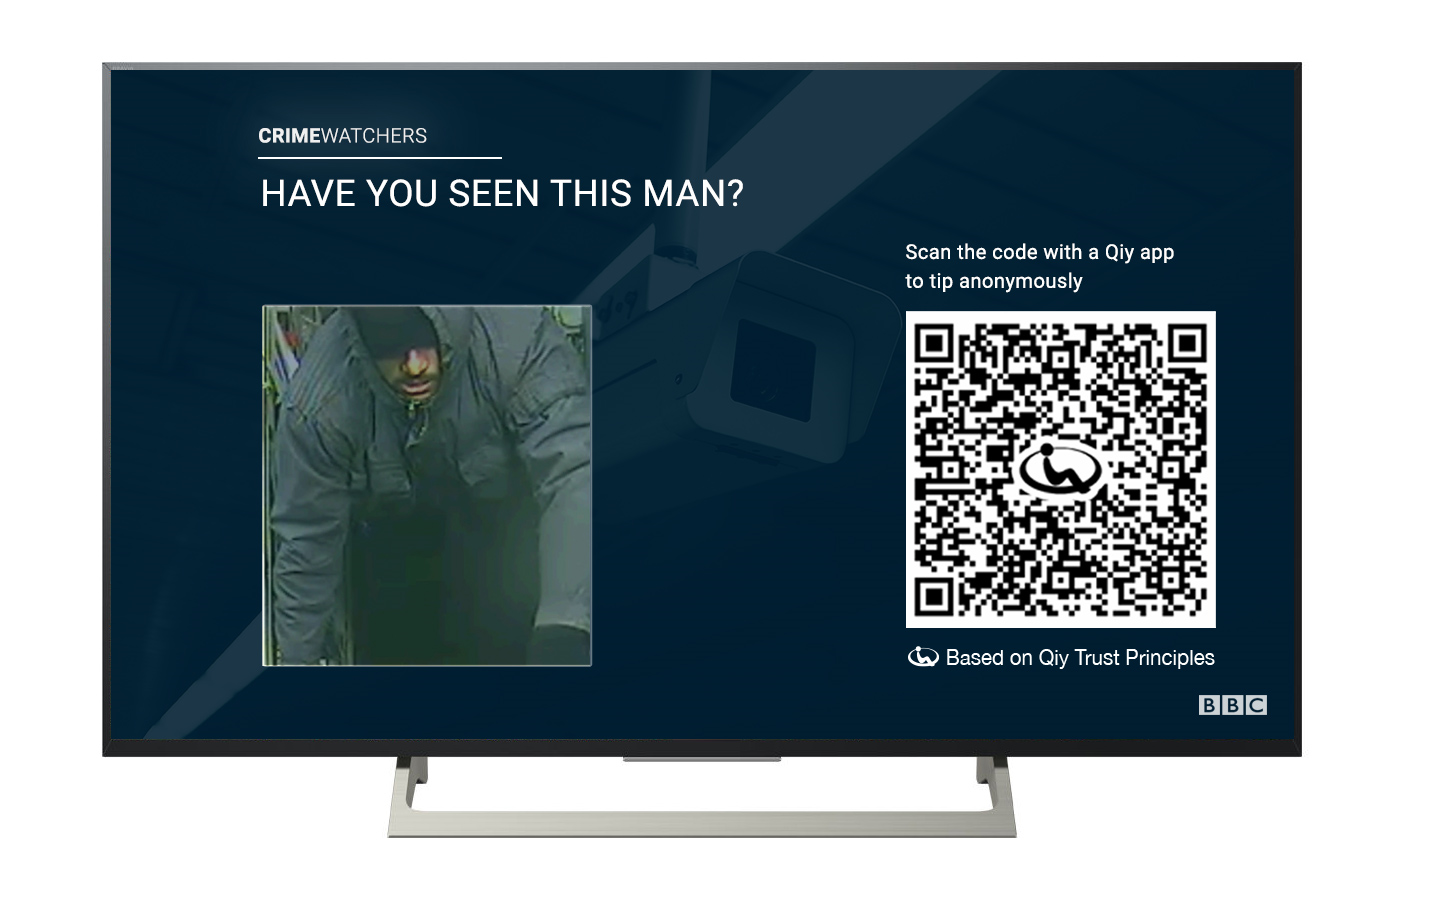 CRIMEWATCHERS
HAVE YOU SEEN THIS MAN?
Scan the code with a Qiy app
to tip anonymously
Based on Qiy Trust Principles
BBC